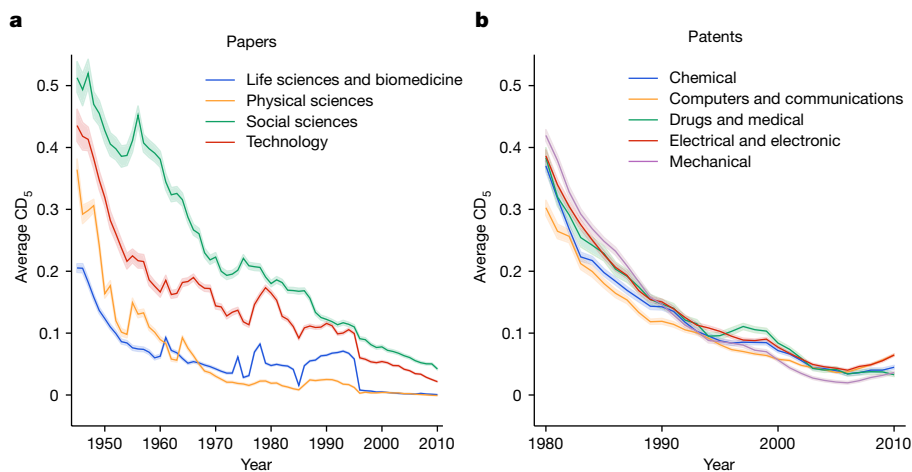 a
Papers
Life sciences and biomedicine
Physical sciences
Social sciences
Technology
Average CD5
0.5
0.4
0.3
0.2
0.1
0
1950 1960 1970 1980 1990 2000 2010
Year
b
Patents
Chemical
Computers and communications
Drugs and medical
Electrical and electronic
Mechanical
Average CD5
0.5
0.4
0.3
0.2
0.1
0
1980 1990 2000 2010
Year